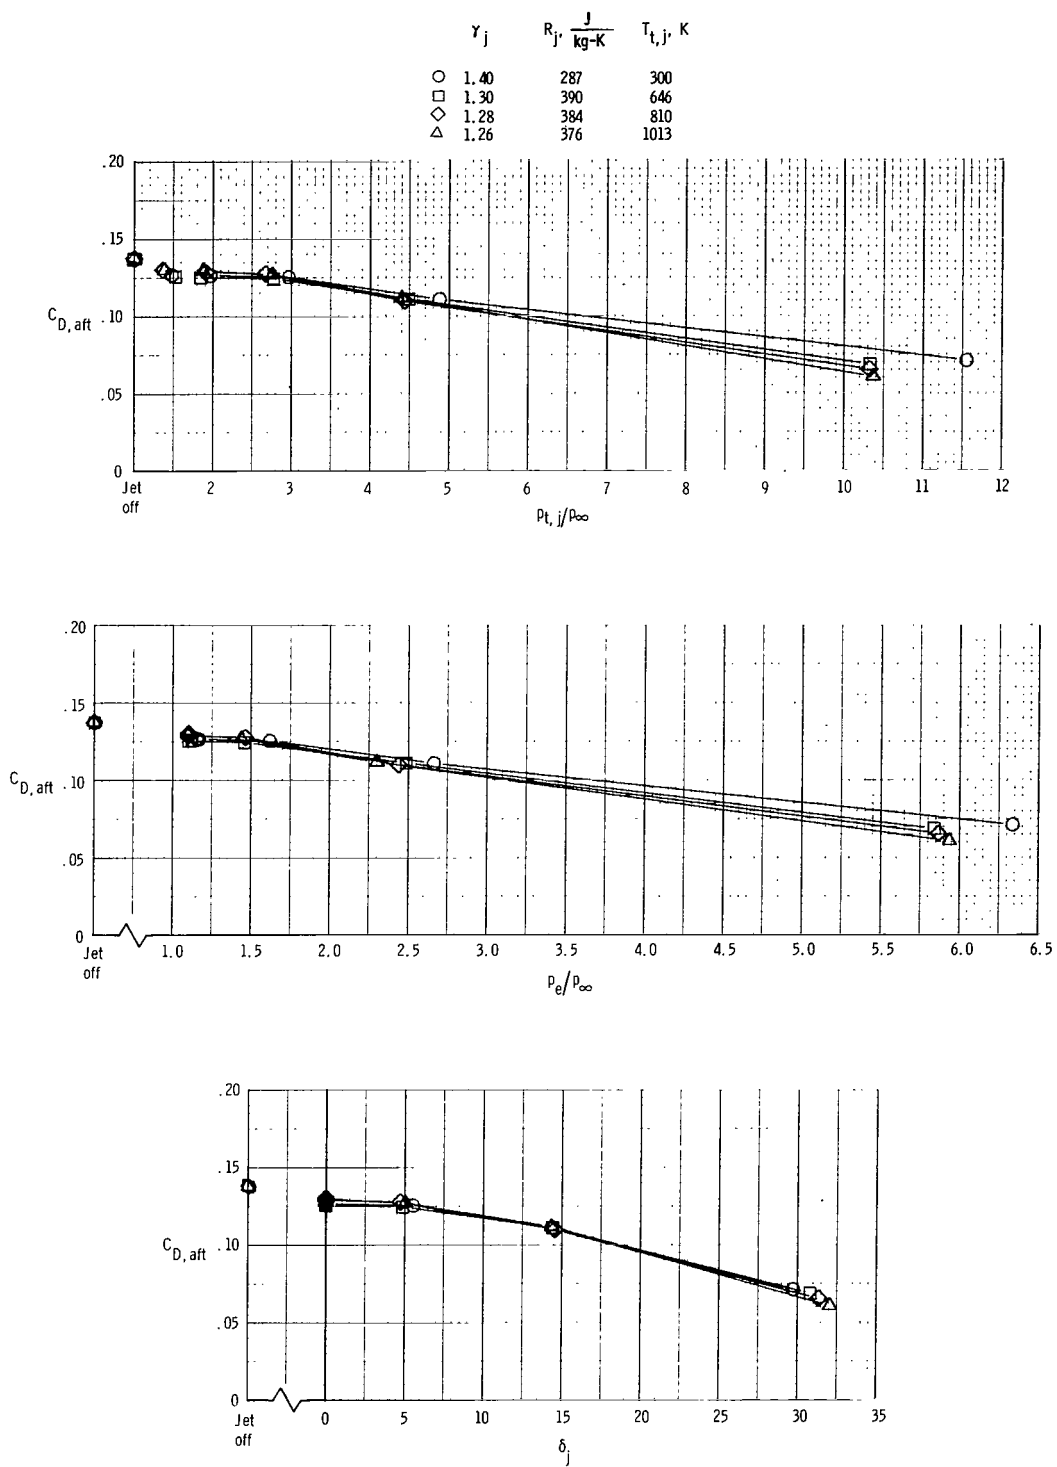 γj Rj, J/kg-K Tt,j, K
○ 1.40 287 300
□ 1.30 390 646
◇ 1.28 384 810
△ 1.26 376 1013
.20
.15
CD, aft .10
.05
0
Jet off 2 3 4 5 6 7 8 9 10 11 12
pt, j/p∞
.20
.15
CD, aft .10
.05
0
Jet off 1.0 1.5 2.0 2.5 3.0 3.5 4.0 4.5 5.0 5.5 6.0 6.5
pe/p∞
.20
.15
CD, aft .10
.05
0
Jet off 0 5 10 15 20 25 30 35
δj